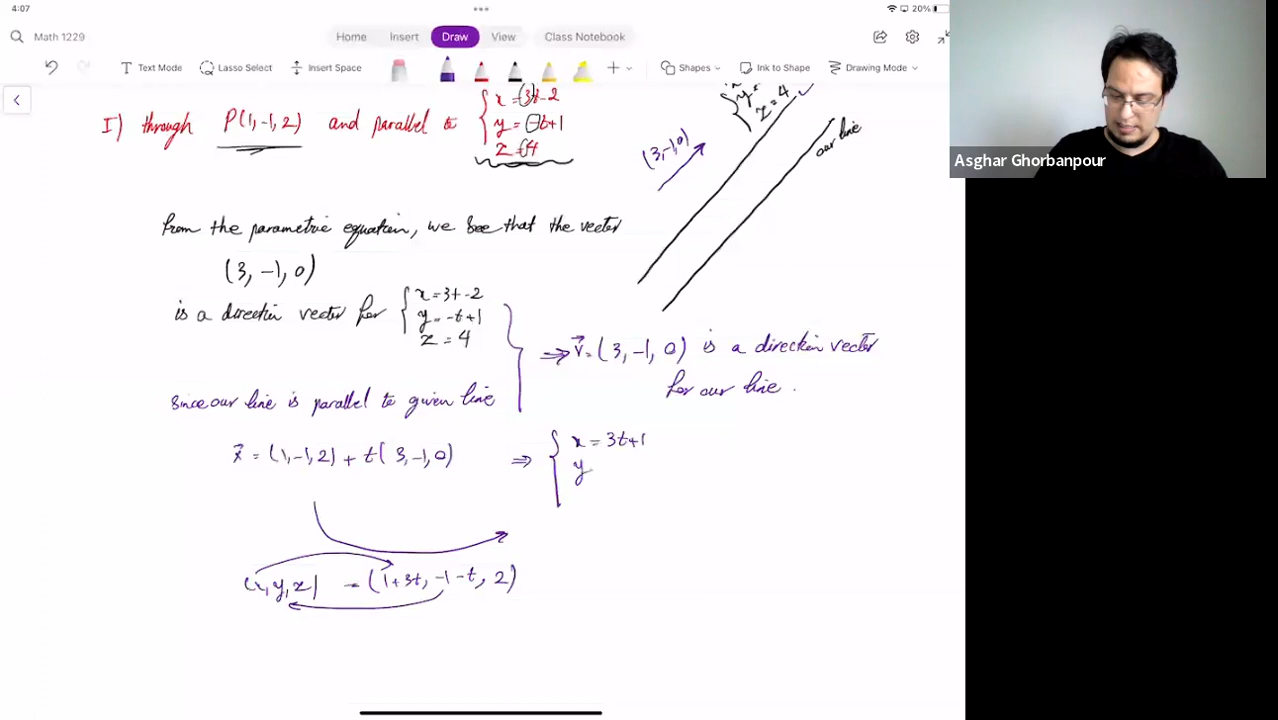 4:07
20%
Math 1229
Home Insert Draw View Class Notebook
Text Mode Lasso Select Insert Space Shapes Ink to Shape Drawing Mode
I) through P(1,-1,2) and parallel to { x = 3t-2
y = -t+1
z = 4
z = 4
(3,-1,0)
our line
Asghar Ghorbanpour
from the parametric equation, we see that the vector
(3, -1, 0)
is a direction vector for { x = 3t-2
y = -t+1
z = 4
⇒ v⃗ = (3, -1, 0) is a direction vector
for our line.
Since our line is parallel to given line
x⃗ = (1,-1,2) + t(3,-1,0) ⇒ { x = 3t+1
y
(x,y,z) = (1+3t, -1-t, 2)